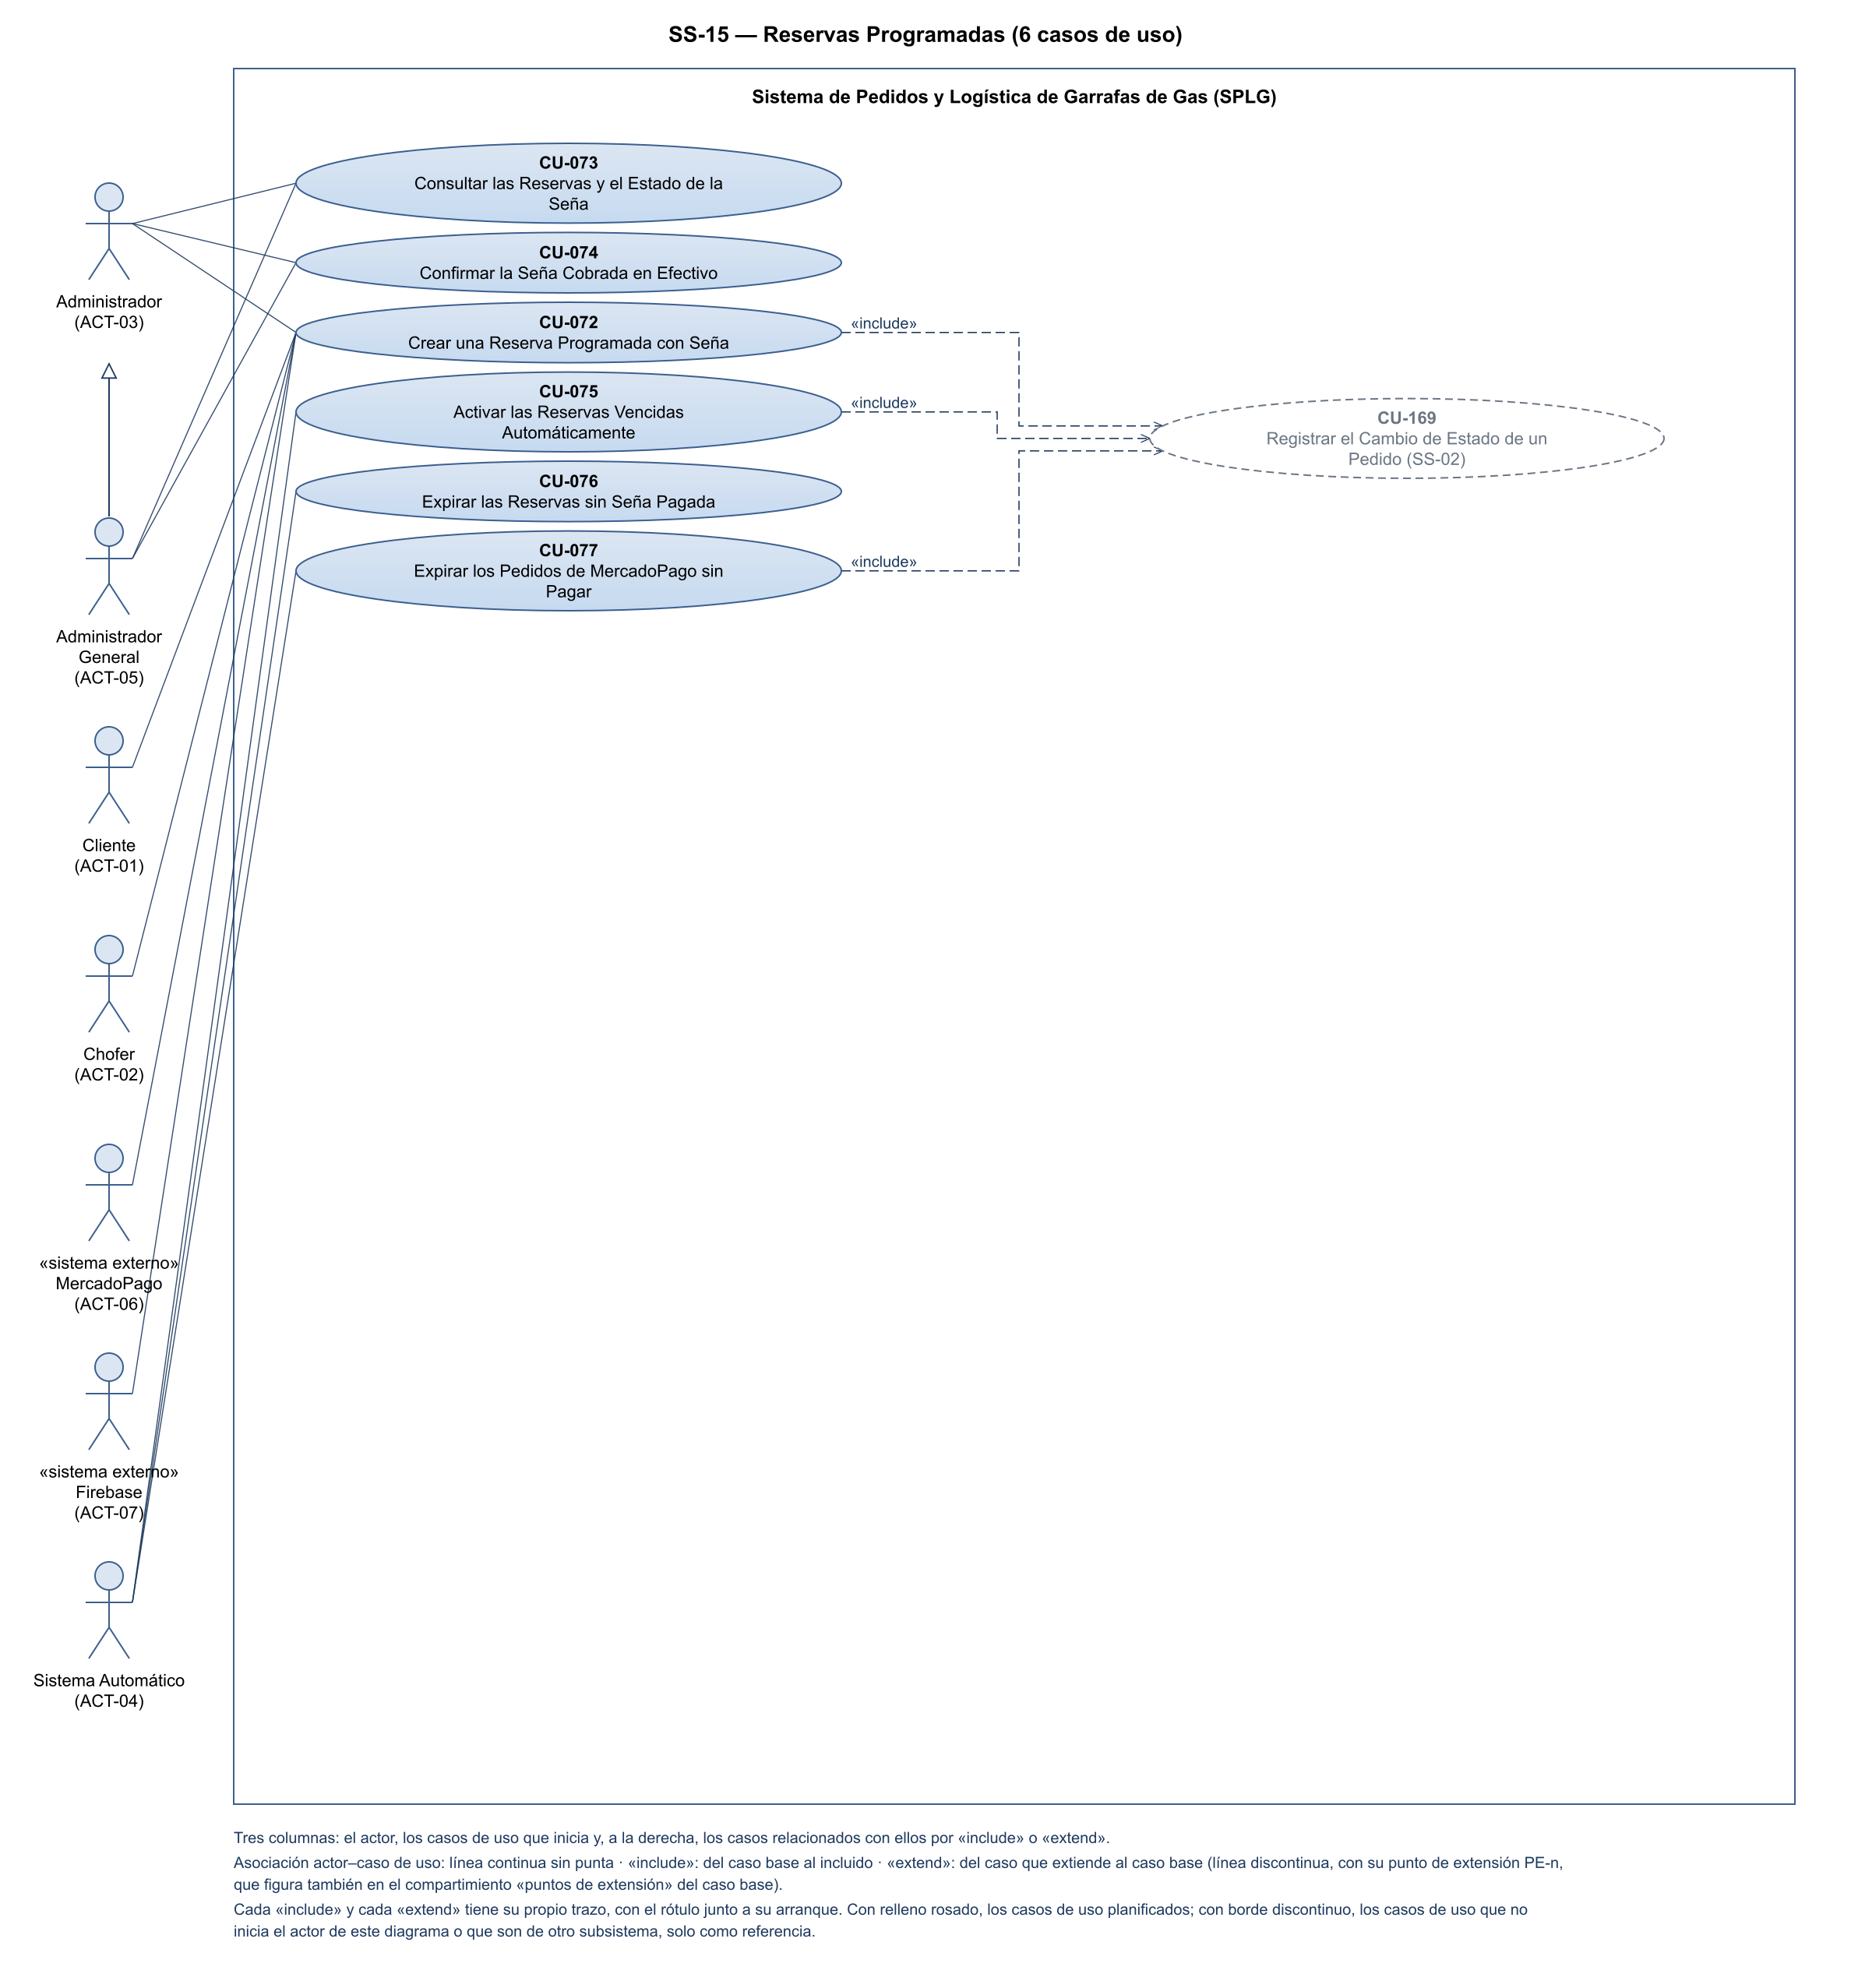 SS-15 — Reservas Programadas (6 casos de uso)
Sistema de Pedidos y Logística de Garrafas de Gas (SPLG)
CU-073
Consultar las Reservas y el Estado de la
Seña
CU-074
Confirmar la Seña Cobrada en Efectivo
CU-072
Crear una Reserva Programada con Seña
«include»
CU-075
Activar las Reservas Vencidas
Automáticamente
«include»
CU-169
Registrar el Cambio de Estado de un
Pedido (SS-02)
CU-076
Expirar las Reservas sin Seña Pagada
CU-077
Expirar los Pedidos de MercadoPago sin
Pagar
«include»
Administrador
(ACT-03)
Administrador
General
(ACT-05)
Cliente
(ACT-01)
Chofer
(ACT-02)
«sistema externo»
MercadoPago
(ACT-06)
«sistema externo»
Firebase
(ACT-07)
Sistema Automático
(ACT-04)
Tres columnas: el actor, los casos de uso que inicia y, a la derecha, los casos relacionados con ellos por «include» o «extend».
Asociación actor–caso de uso: línea continua sin punta · «include»: del caso base al incluido · «extend»: del caso que extiende al caso base (línea discontinua, con su punto de extensión PE-n,
que figura también en el compartimiento «puntos de extensión» del caso base).
Cada «include» y cada «extend» tiene su propio trazo, con el rótulo junto a su arranque. Con relleno rosado, los casos de uso planificados; con borde discontinuo, los casos de uso que no
inicia el actor de este diagrama o que son de otro subsistema, solo como referencia.